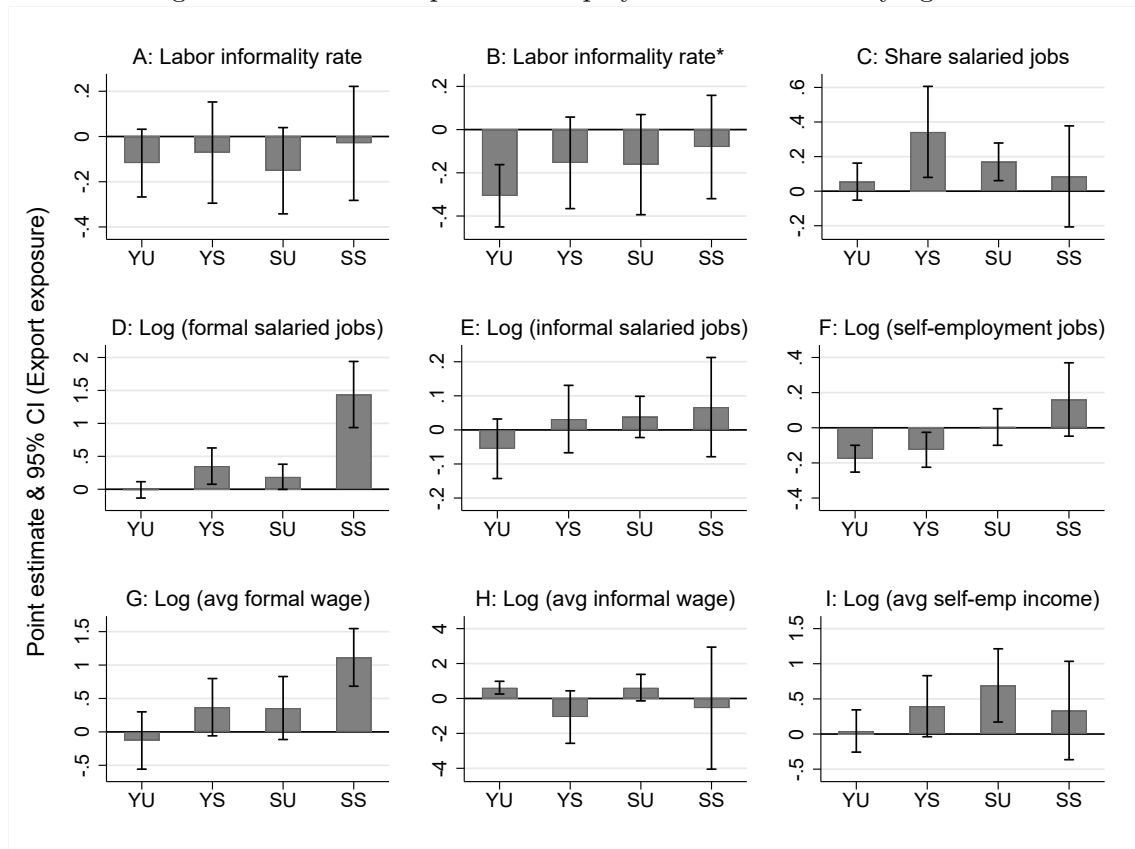 Point estimate & 95% CI (Export exposure)
A: Labor informality rate
.2
0
-.2
-.4
YU YS SU SS
B: Labor informality rate*
.2
0
-.2
-.4
YU YS SU SS
C: Share salaried jobs
.6
.4
.2
0
-.2
YU YS SU SS
D: Log (formal salaried jobs)
2
1.5
1
.5
0
YU YS SU SS
E: Log (informal salaried jobs)
.2
.1
0
-.1
-.2
YU YS SU SS
F: Log (self-employment jobs)
.4
.2
0
-.2
-.4
YU YS SU SS
G: Log (avg formal wage)
1.5
1
.5
0
-.5
YU YS SU SS
H: Log (avg informal wage)
4
2
0
-2
-4
YU YS SU SS
I: Log (avg self-emp income)
1.5
1
.5
0
-.5
YU YS SU SS